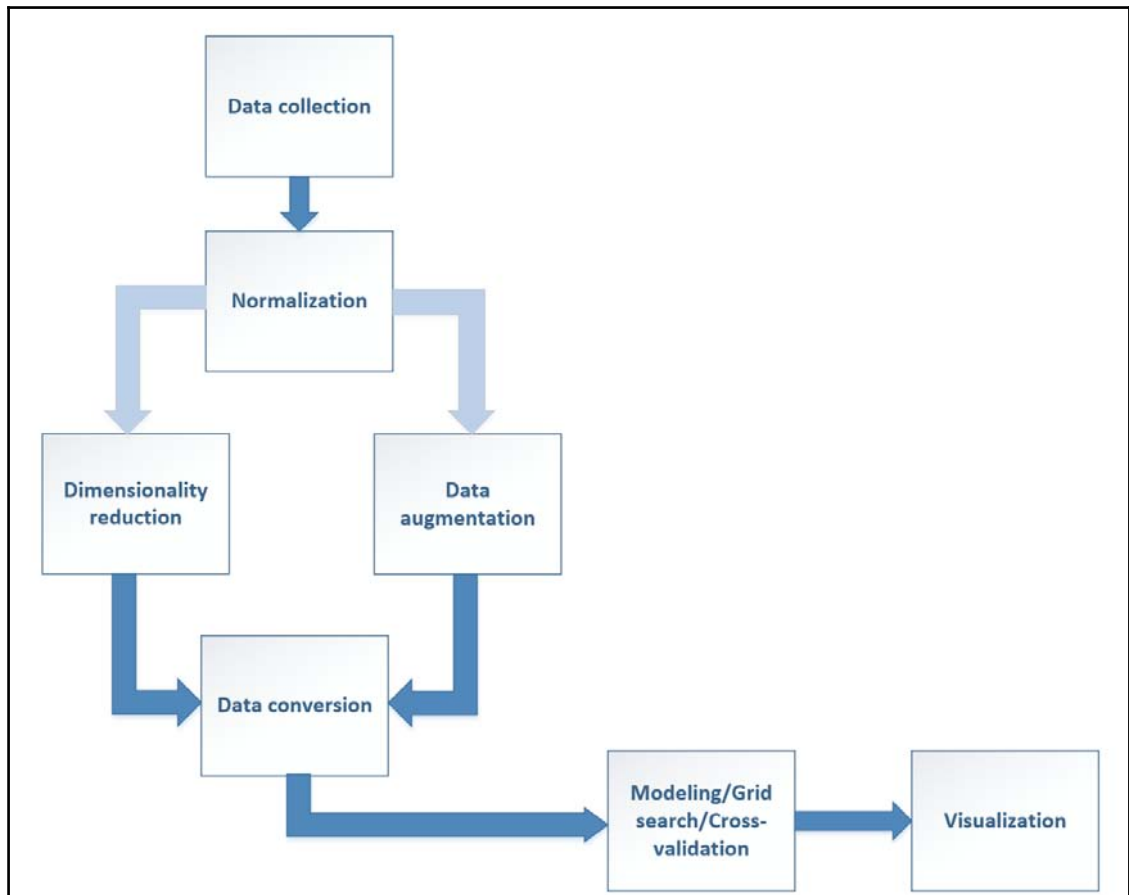 Data collection
Normalization
Dimensionality
reduction
Data
augmentation
Data conversion
Modeling/Grid
search/Cross-
validation
Visualization